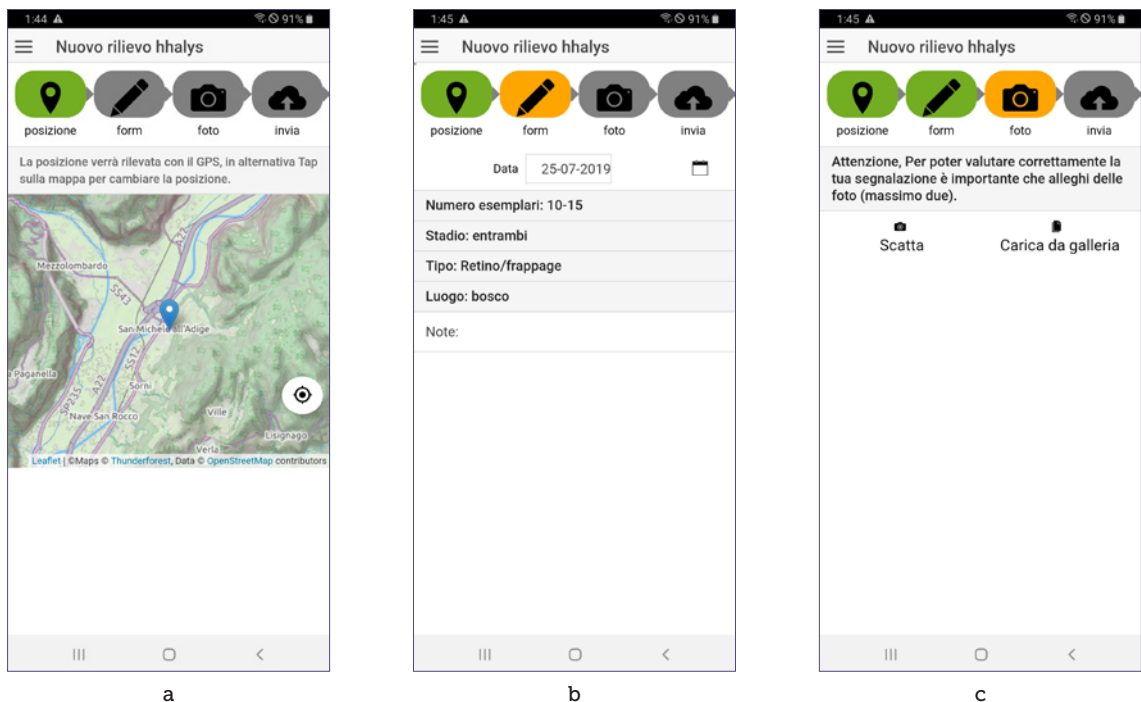 1:44
91%
Nuovo rilievo hhalys
posizione form foto invia
La posizione verrà rilevata con il GPS, in alternativa Tap
sulla mappa per cambiare la posizione.
A22
Mezzolombardo
SS43
San Michele all'Adige
SS12
a Paganella
A22
Sorni
SP235
Nave San Rocco
Ville
Lisignago
Verla
Leaflet | ©Maps © Thunderforest, Data © OpenStreetMap contributors
a
1:45
91%
Nuovo rilievo hhalys
posizione form foto invia
Data 25-07-2019
Numero esemplari: 10-15
Stadio: entrambi
Tipo: Retino/frappage
Luogo: bosco
Note:
b
1:45
91%
Nuovo rilievo hhalys
posizione form foto invia
Attenzione, Per poter valutare correttamente la
tua segnalazione è importante che alleghi delle
foto (massimo due).
Scatta Carica da galleria
c